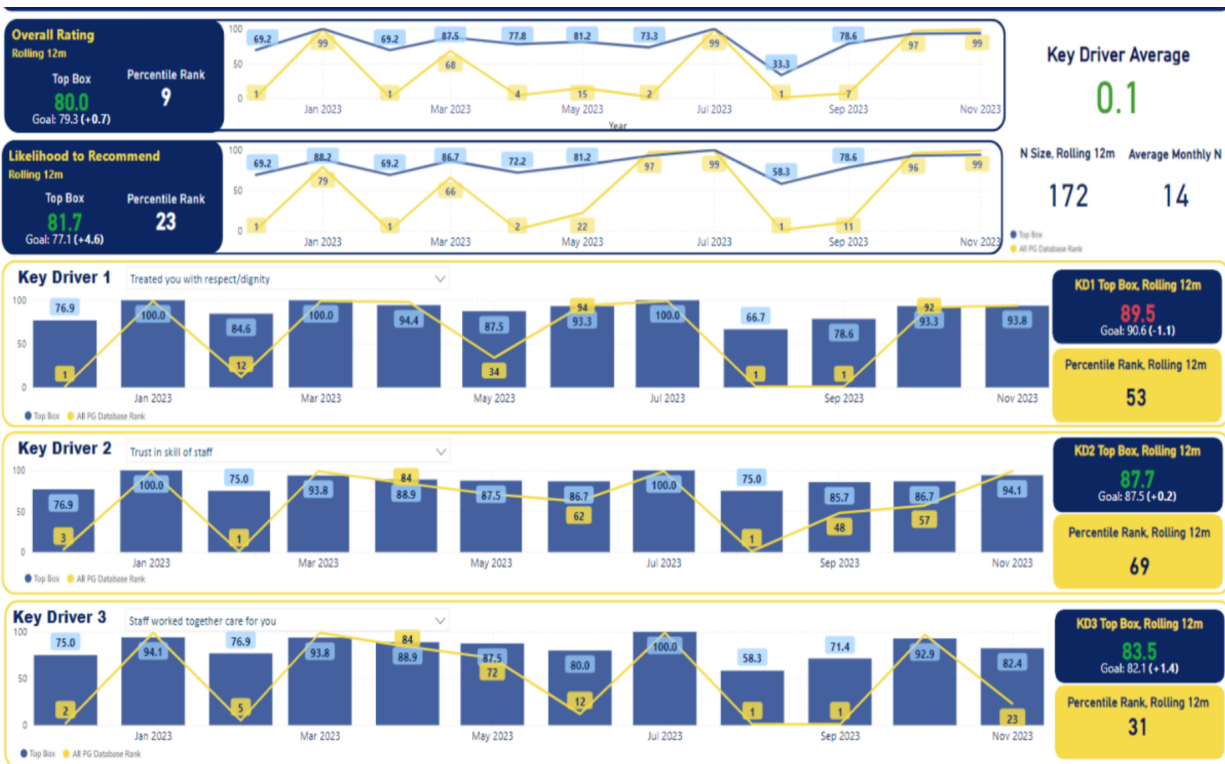 Overall Rating
Rolling 12m
Top Box
Percentile Rank
80.0
9
Goal: 79.3 (+0.7)
100
50
0
69.2
69.2
87.5
77.8
81.2
73.3
33.3
78.6
1
99
1
68
4
15
2
99
1
7
97
99
Jan 2023
Mar 2023
May 2023
Jul 2023
Sep 2023
Nov 2023
Year
Key Driver Average
0.1
Likelihood to Recommend
Rolling 12m
Top Box
Percentile Rank
81.7
23
Goal: 77.1 (+4.6)
100
50
0
69.2
88.2
69.2
86.7
72.2
81.2
58.3
78.6
1
79
1
66
2
22
97
99
1
11
96
99
Jan 2023
Mar 2023
May 2023
Jul 2023
Sep 2023
Nov 2023
N Size, Rolling 12m
Average Monthly N
172
14
Top Box
All PG Database Rank
Key Driver 1
Treated you with respect/dignity
100
50
0
76.9
100.0
84.6
100.0
94.4
87.5
93.3
100.0
66.7
78.6
93.3
93.8
1
12
34
94
1
1
92
Jan 2023
Mar 2023
May 2023
Jul 2023
Sep 2023
Nov 2023
Top Box
All PG Database Rank
KD1 Top Box, Rolling 12m
89.5
Goal: 90.6 (-1.1)
Percentile Rank, Rolling 12m
53
Key Driver 2
Trust in skill of staff
100
50
0
76.9
100.0
75.0
93.8
88.9
87.5
86.7
100.0
75.0
85.7
86.7
94.1
3
1
84
62
1
48
57
Jan 2023
Mar 2023
May 2023
Jul 2023
Sep 2023
Nov 2023
Top Box
All PG Database Rank
KD2 Top Box, Rolling 12m
87.7
Goal: 87.5 (+0.2)
Percentile Rank, Rolling 12m
69
Key Driver 3
Staff worked together care for you
100
50
0
75.0
94.1
76.9
93.8
88.9
87.5
80.0
100.0
58.3
71.4
92.9
82.4
2
5
84
72
12
1
1
23
Jan 2023
Mar 2023
May 2023
Jul 2023
Sep 2023
Nov 2023
Top Box
All PG Database Rank
KD3 Top Box, Rolling 12m
83.5
Goal: 82.1 (+1.4)
Percentile Rank, Rolling 12m
31